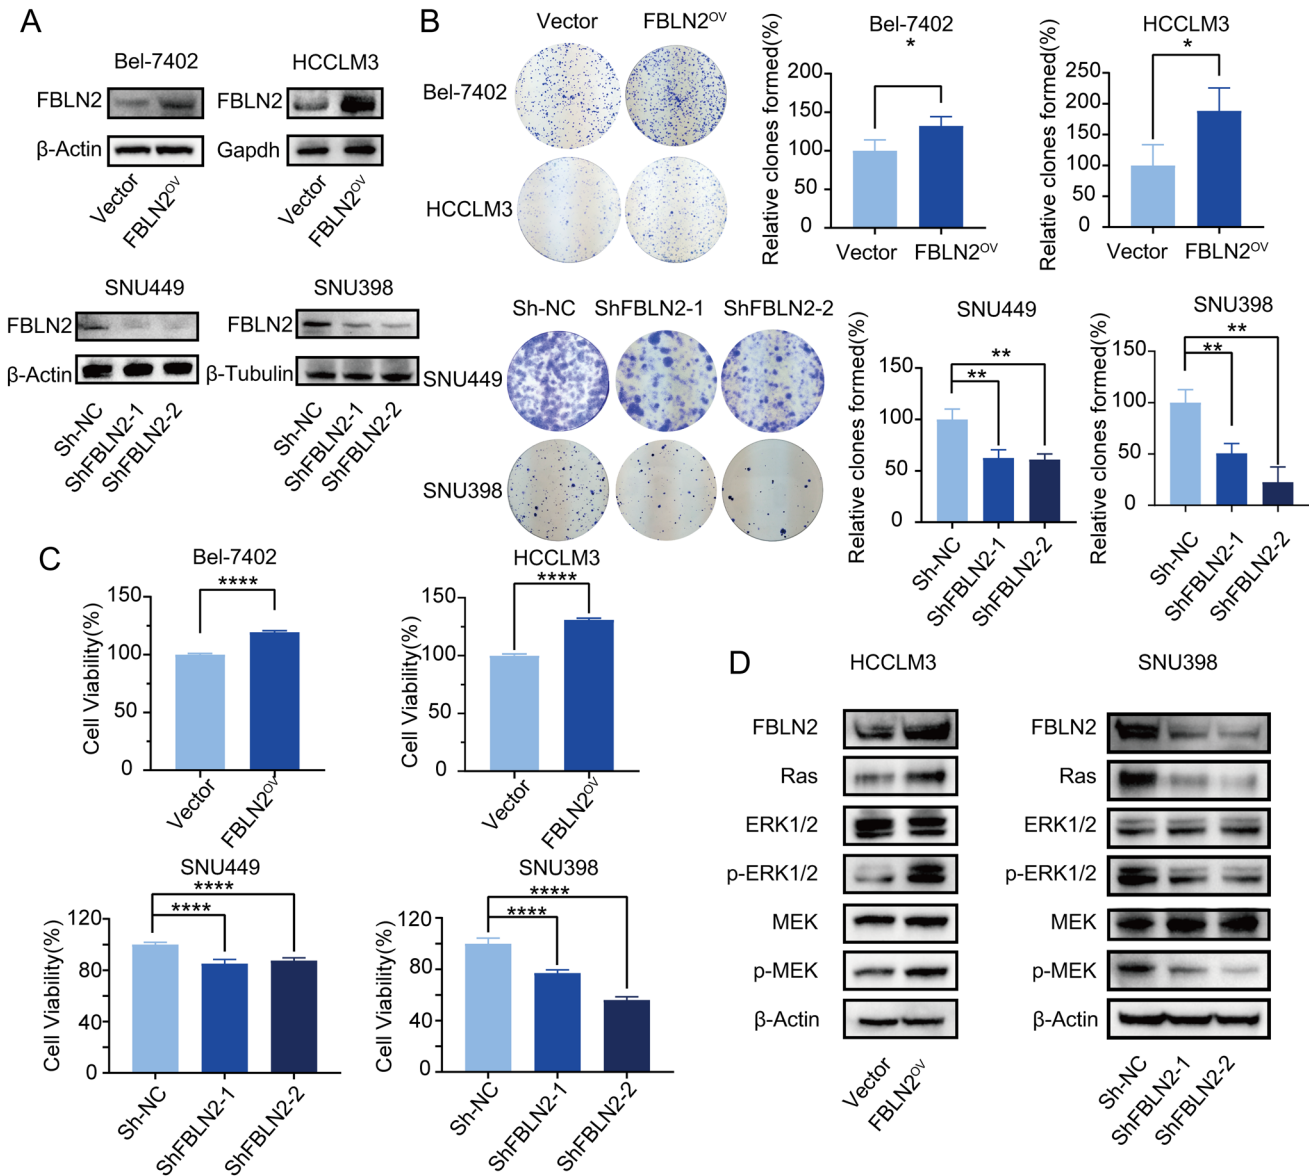 A
Bel-7402
HCCLM3
FBLN2
FBLN2
β-Actin
Gapdh
Vector
FBLN2OV
Vector
FBLN2OV
SNU449
SNU398
FBLN2
FBLN2
β-Actin
β-Tubulin
Sh-NC
ShFBLN2-1
ShFBLN2-2
Sh-NC
ShFBLN2-1
ShFBLN2-2
B
Vector
FBLN2OV
Bel-7402
HCCLM3
Bel-7402
*
Relative clones formed(%)
200
150
100
50
0
Vector
FBLN2OV
HCCLM3
*
Relative clones formed(%)
250
200
150
100
50
0
Vector
FBLN2OV
Sh-NC
ShFBLN2-1
ShFBLN2-2
SNU449
SNU398
SNU449
**
**
Relative clones formed(%)
150
100
50
0
Sh-NC
ShFBLN2-1
ShFBLN2-2
SNU398
**
**
Relative clones formed(%)
150
100
50
0
Sh-NC
ShFBLN2-1
ShFBLN2-2
C
Bel-7402
****
Cell Viability(%)
150
100
50
0
Vector
FBLN2OV
HCCLM3
****
Cell Viability(%)
150
100
50
0
Vector
FBLN2OV
SNU449
****
****
Cell Viability(%)
120
80
40
0
Sh-NC
ShFBLN2-1
ShFBLN2-2
SNU398
****
****
Cell Viability(%)
120
80
40
0
Sh-NC
ShFBLN2-1
ShFBLN2-2
D
HCCLM3
FBLN2
Ras
ERK1/2
p-ERK1/2
MEK
p-MEK
β-Actin
Vector
FBLN2OV
SNU398
FBLN2
Ras
ERK1/2
p-ERK1/2
MEK
p-MEK
β-Actin
Sh-NC
ShFBLN2-1
ShFBLN2-2